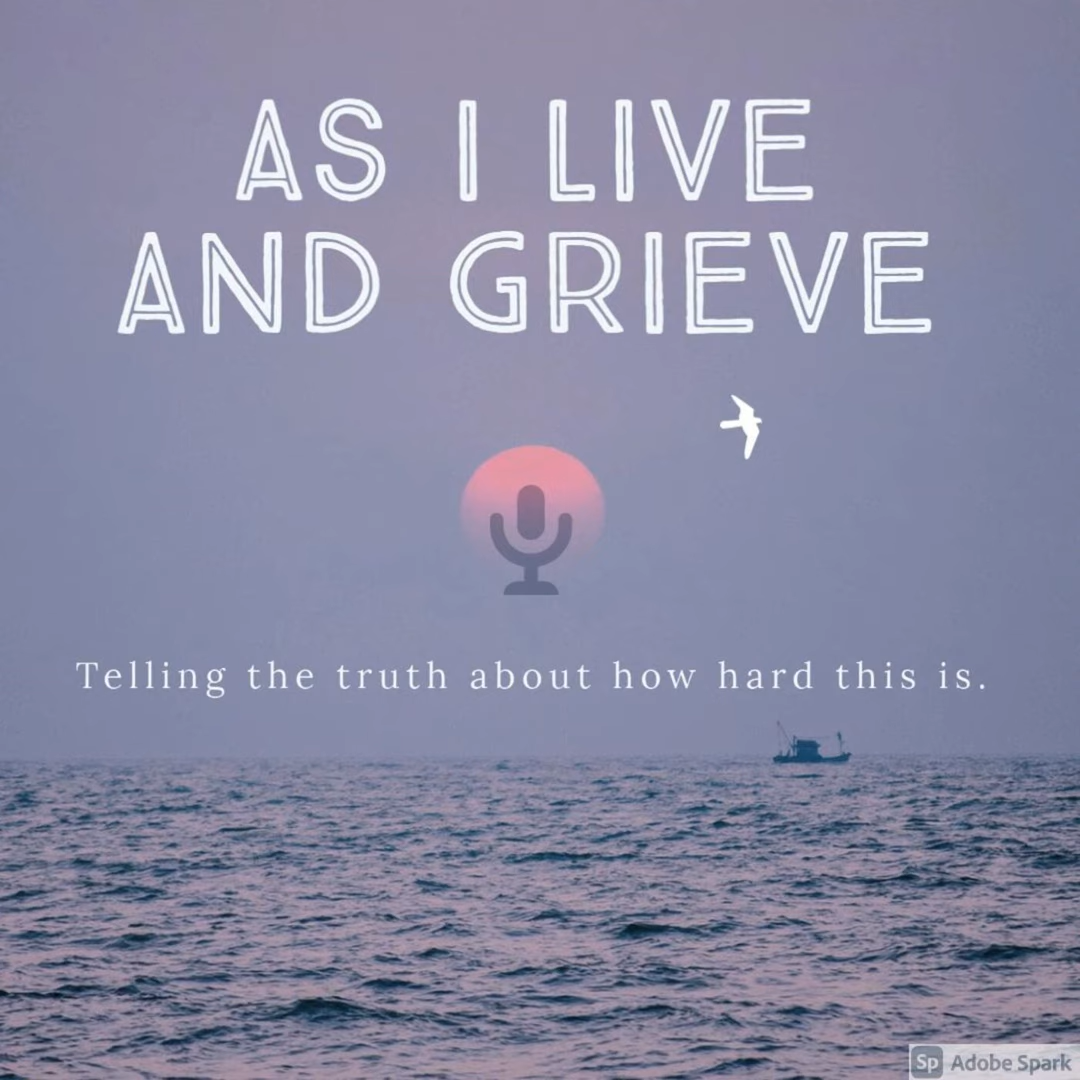 AS I LIVE
AND GRIEVE
Telling the truth about how hard this is.
Sp Adobe Spark